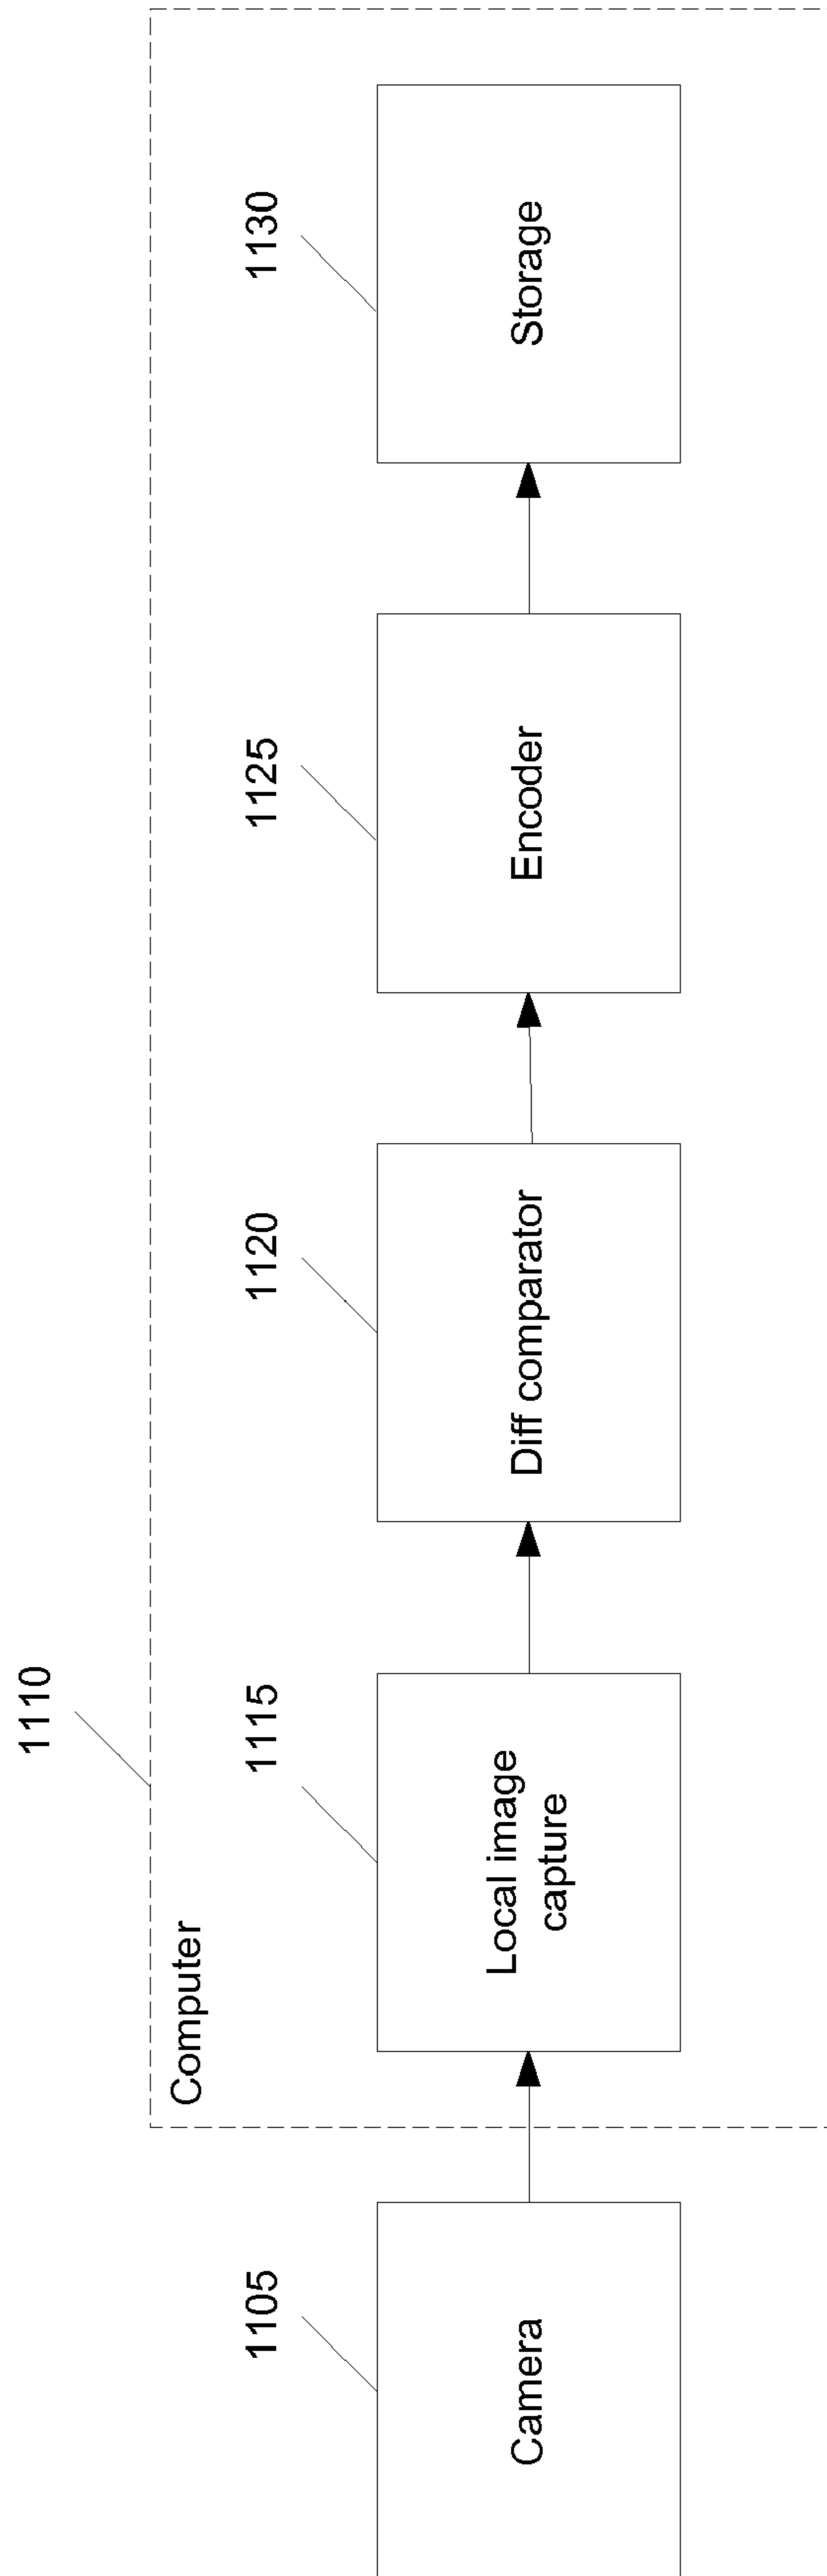 1110
Computer
1105
Camera
1115
Local image
capture
1120
Diff comparator
1125
Encoder
1130
Storage